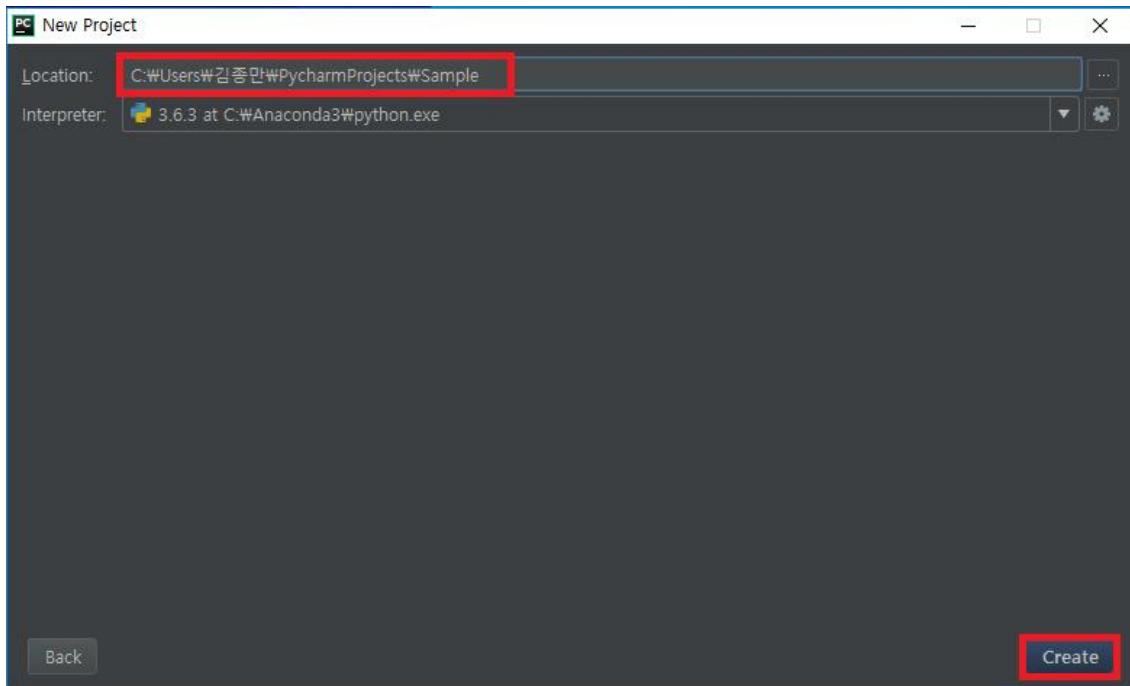 PC New Project
Location: C:₩Users₩김종만₩PycharmProjects₩Sample ...
Interpreter: 3.6.3 at C:₩Anaconda3₩python.exe
Back Create